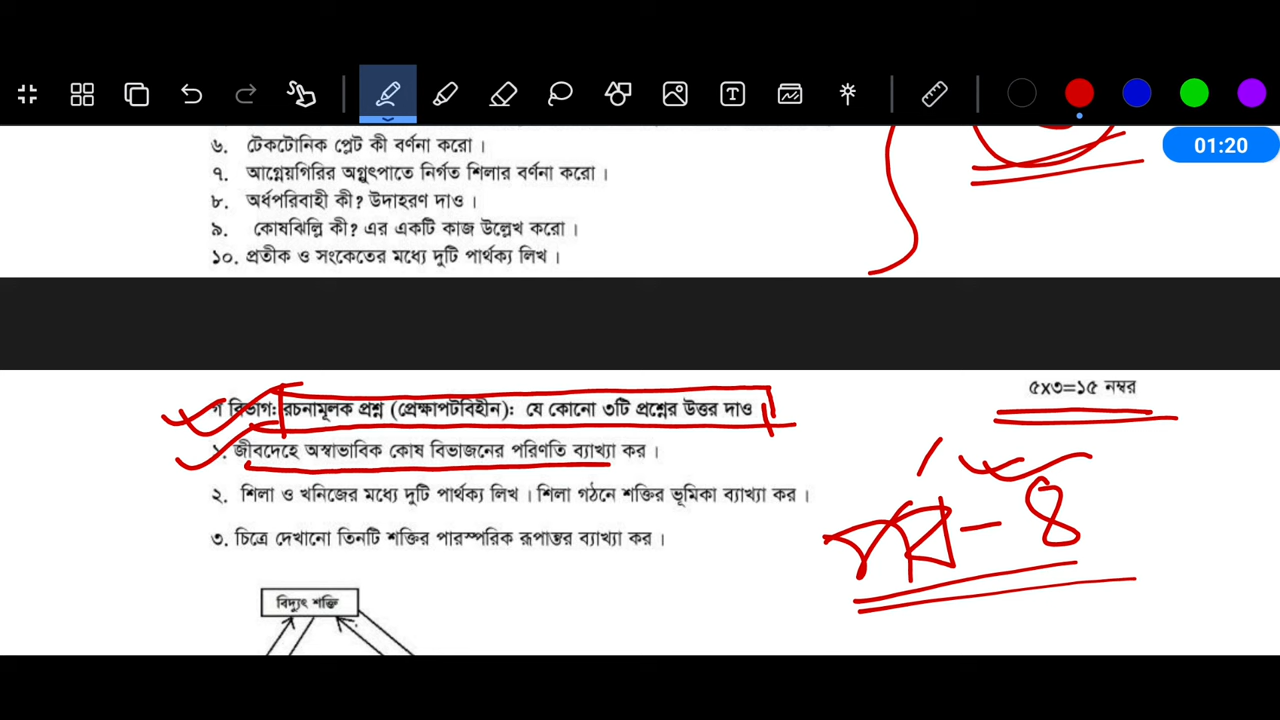 01:20
৬. টেকটোনিক প্লেট কী বর্ণনা করো।
৭. আগ্নেয়গিরির অগ্ন্যুৎপাতে নির্গত শিলার বর্ণনা করো।
৮. অর্ধপরিবাহী কী? উদাহরণ দাও।
৯. কোষঝিল্লি কী? এর একটি কাজ উল্লেখ করো।
১০. প্রতীক ও সংকেতের মধ্যে দুটি পার্থক্য লিখ।
৫x৩=১৫ নম্বর
গ বিভাগ: রচনামূলক প্রশ্ন (প্রেক্ষাপটবিহীন): যে কোনো ৩টি প্রশ্নের উত্তর দাও
১. জীবদেহে অস্বাভাবিক কোষ বিভাজনের পরিণতি ব্যাখ্যা কর।
২. শিলা ও খনিজের মধ্যে দুটি পার্থক্য লিখ। শিলা গঠনে শক্তির ভূমিকা ব্যাখ্যা কর।
৩. চিত্রে দেখানো তিনটি শক্তির পারস্পরিক রূপান্তর ব্যাখ্যা কর।
বিদ্যুৎ শক্তি